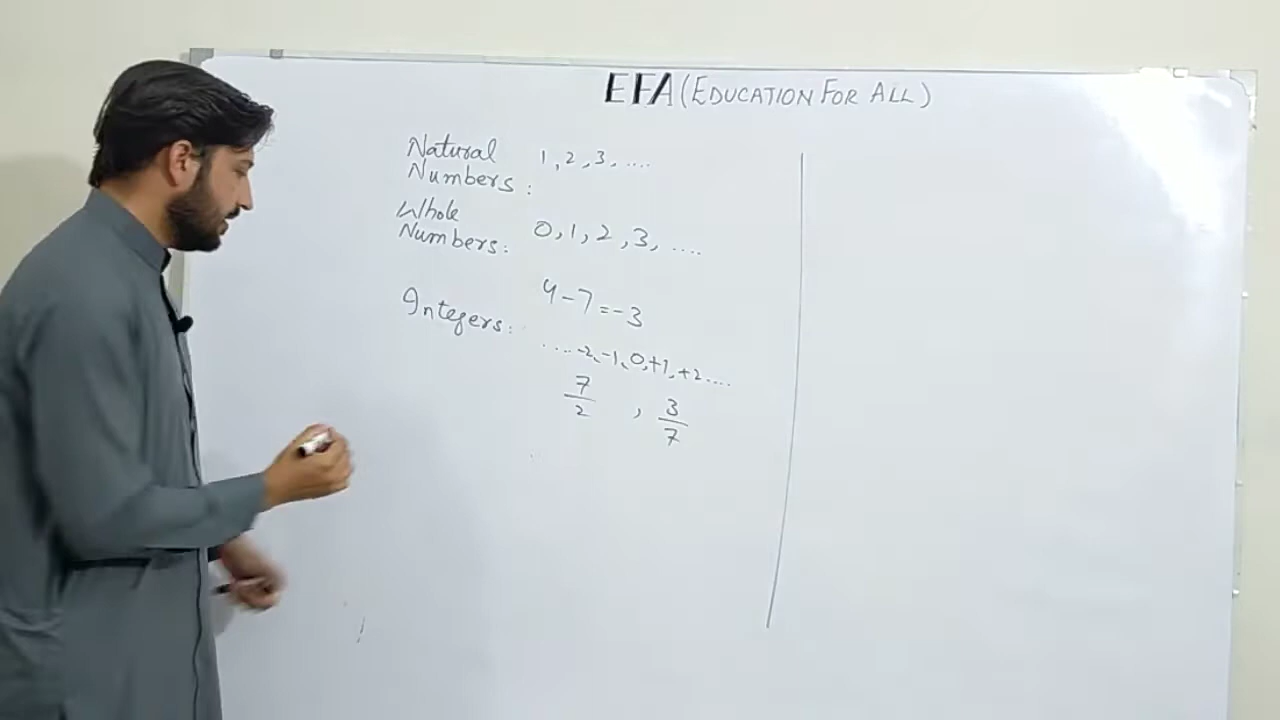 EFA (EDUCATION FOR ALL)
Natural Numbers: 1, 2, 3, ....
Whole Numbers: 0, 1, 2, 3, ....
4 - 7 = -3
Integers:
.... -2, -1, 0, +1, +2 ....
7/2 , 3/7